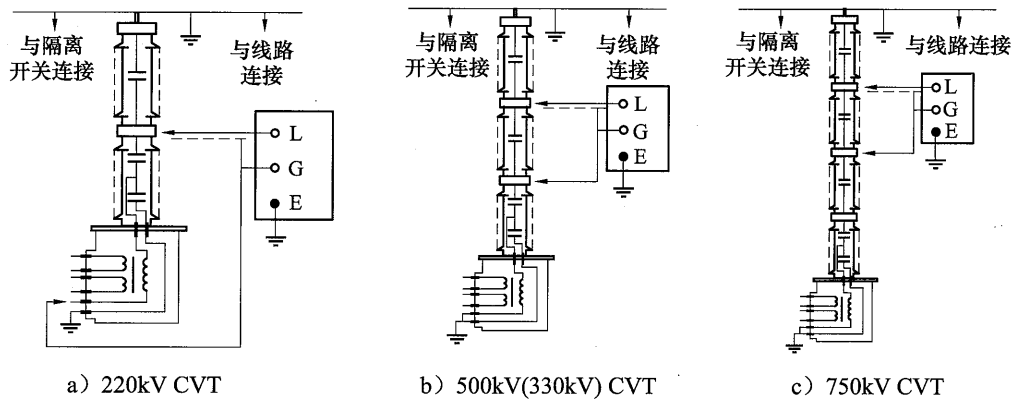 与隔离
开关连接
与线路
连接
L
G
E
a）220kV CVT
与隔离
开关连接
与线路
连接
L
G
E
b）500kV(330kV) CVT
与隔离
开关连接
与线路连接
L
G
E
c）750kV CVT